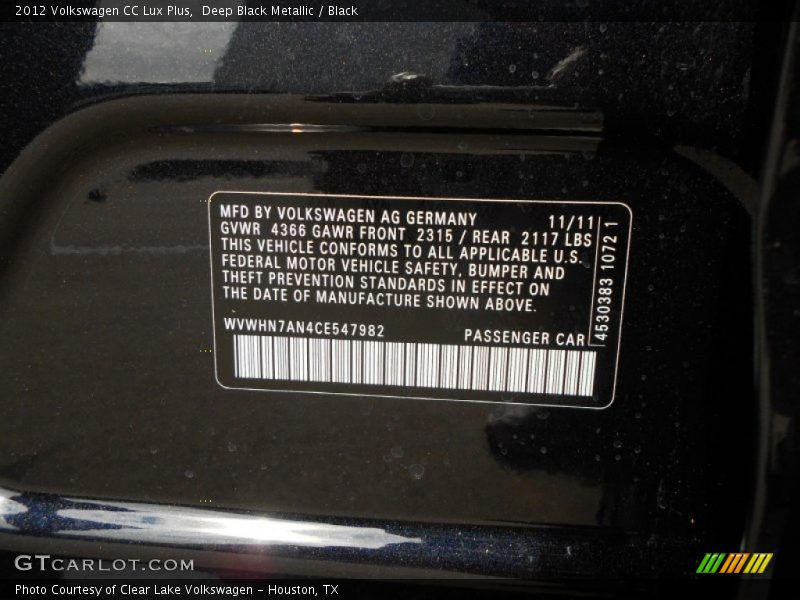 2012 Volkswagen CC Lux Plus, Deep Black Metallic / Black
MFD BY VOLKSWAGEN AG GERMANY 11/11
GVWR 4366 GAWR FRONT 2315 / REAR 2117 LBS
THIS VEHICLE CONFORMS TO ALL APPLICABLE U.S.
FEDERAL MOTOR VEHICLE SAFETY, BUMPER AND
THEFT PREVENTION STANDARDS IN EFFECT ON
THE DATE OF MANUFACTURE SHOWN ABOVE.
WVWHN7AN4CE547982 PASSENGER CAR
4530383 1072 1
GTCARLOT.COM
Photo Courtesy of Clear Lake Volkswagen - Houston, TX